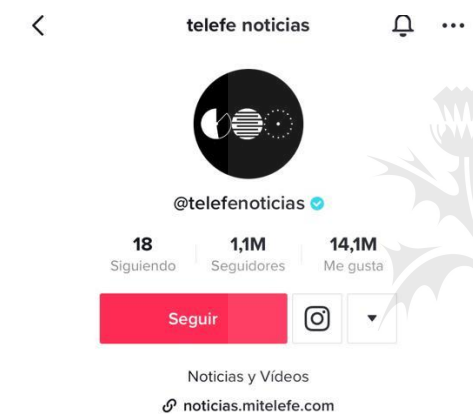 telefe noticias
@telefenoticias
18 1,1M 14,1M
Siguiendo Seguidores Me gusta
Seguir
Noticias y Vídeos
noticias.mitelefe.com